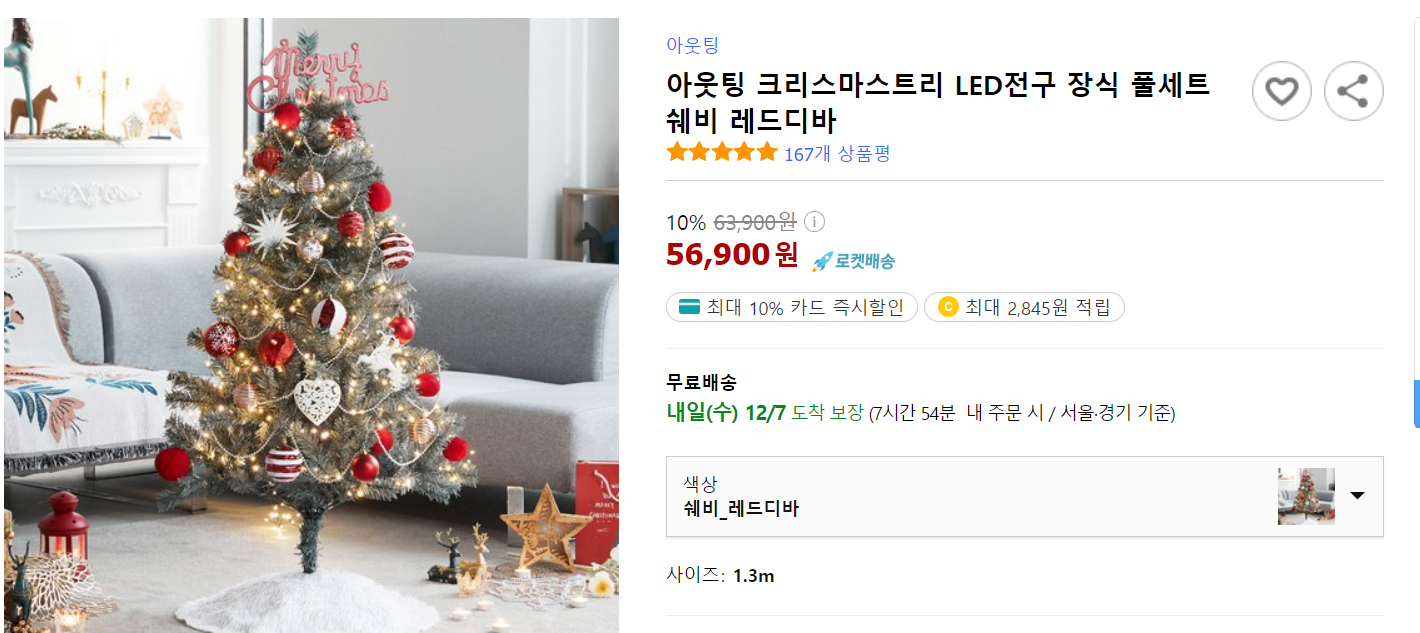 Merry
Christmas
아웃팅
아웃팅 크리스마스트리 LED전구 장식 풀세트
쉐비 레드디바
167개 상품평
10% 63,900원
56,900원 로켓배송
최대 10% 카드 즉시할인 C 최대 2,845원 적립
무료배송
내일(수) 12/7 도착 보장 (7시간 54분 내 주문 시 / 서울·경기 기준)
색상
쉐비_레드디바
사이즈: 1.3m